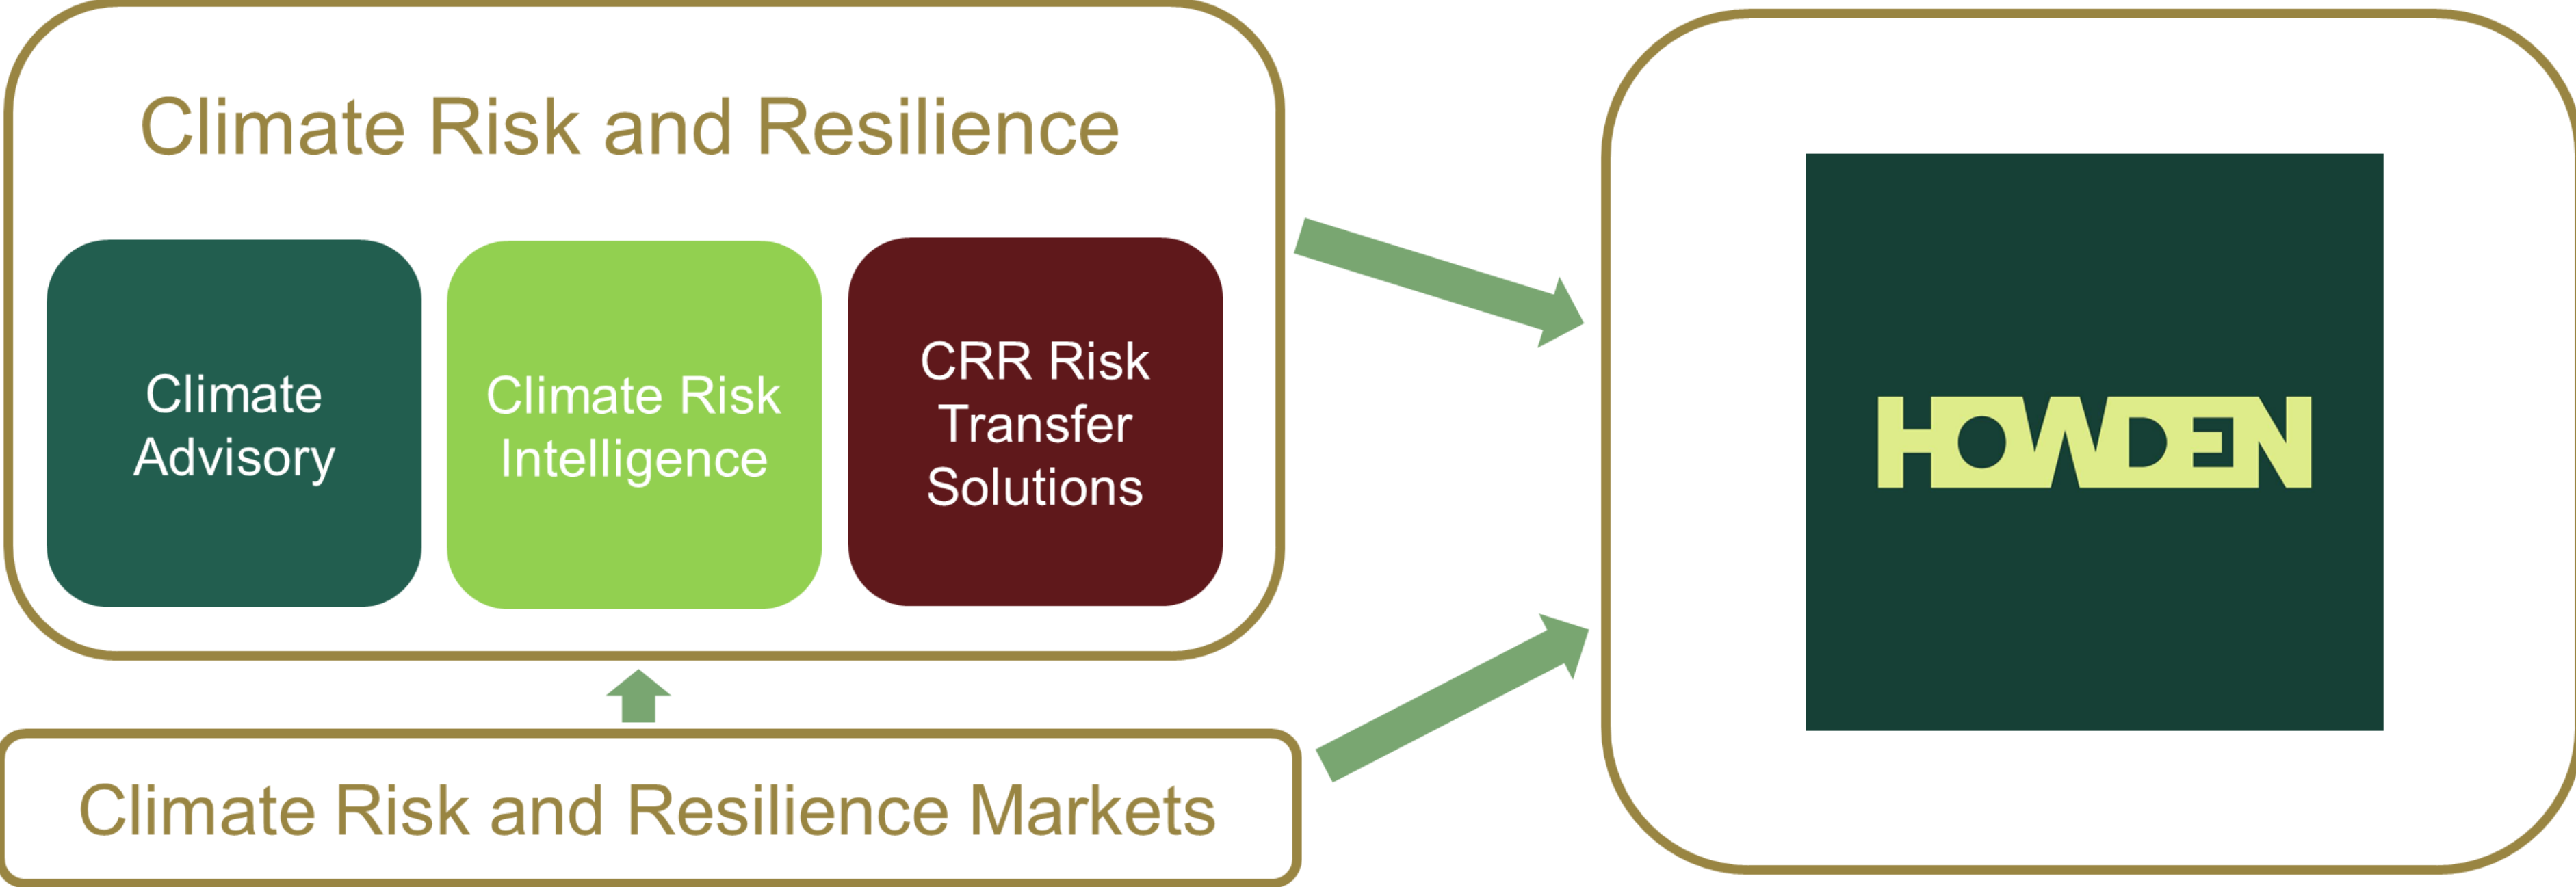 Climate Risk and Resilience
Climate
Advisory
Climate Risk
Intelligence
CRR Risk
Transfer
Solutions
HOWDEN
Climate Risk and Resilience Markets